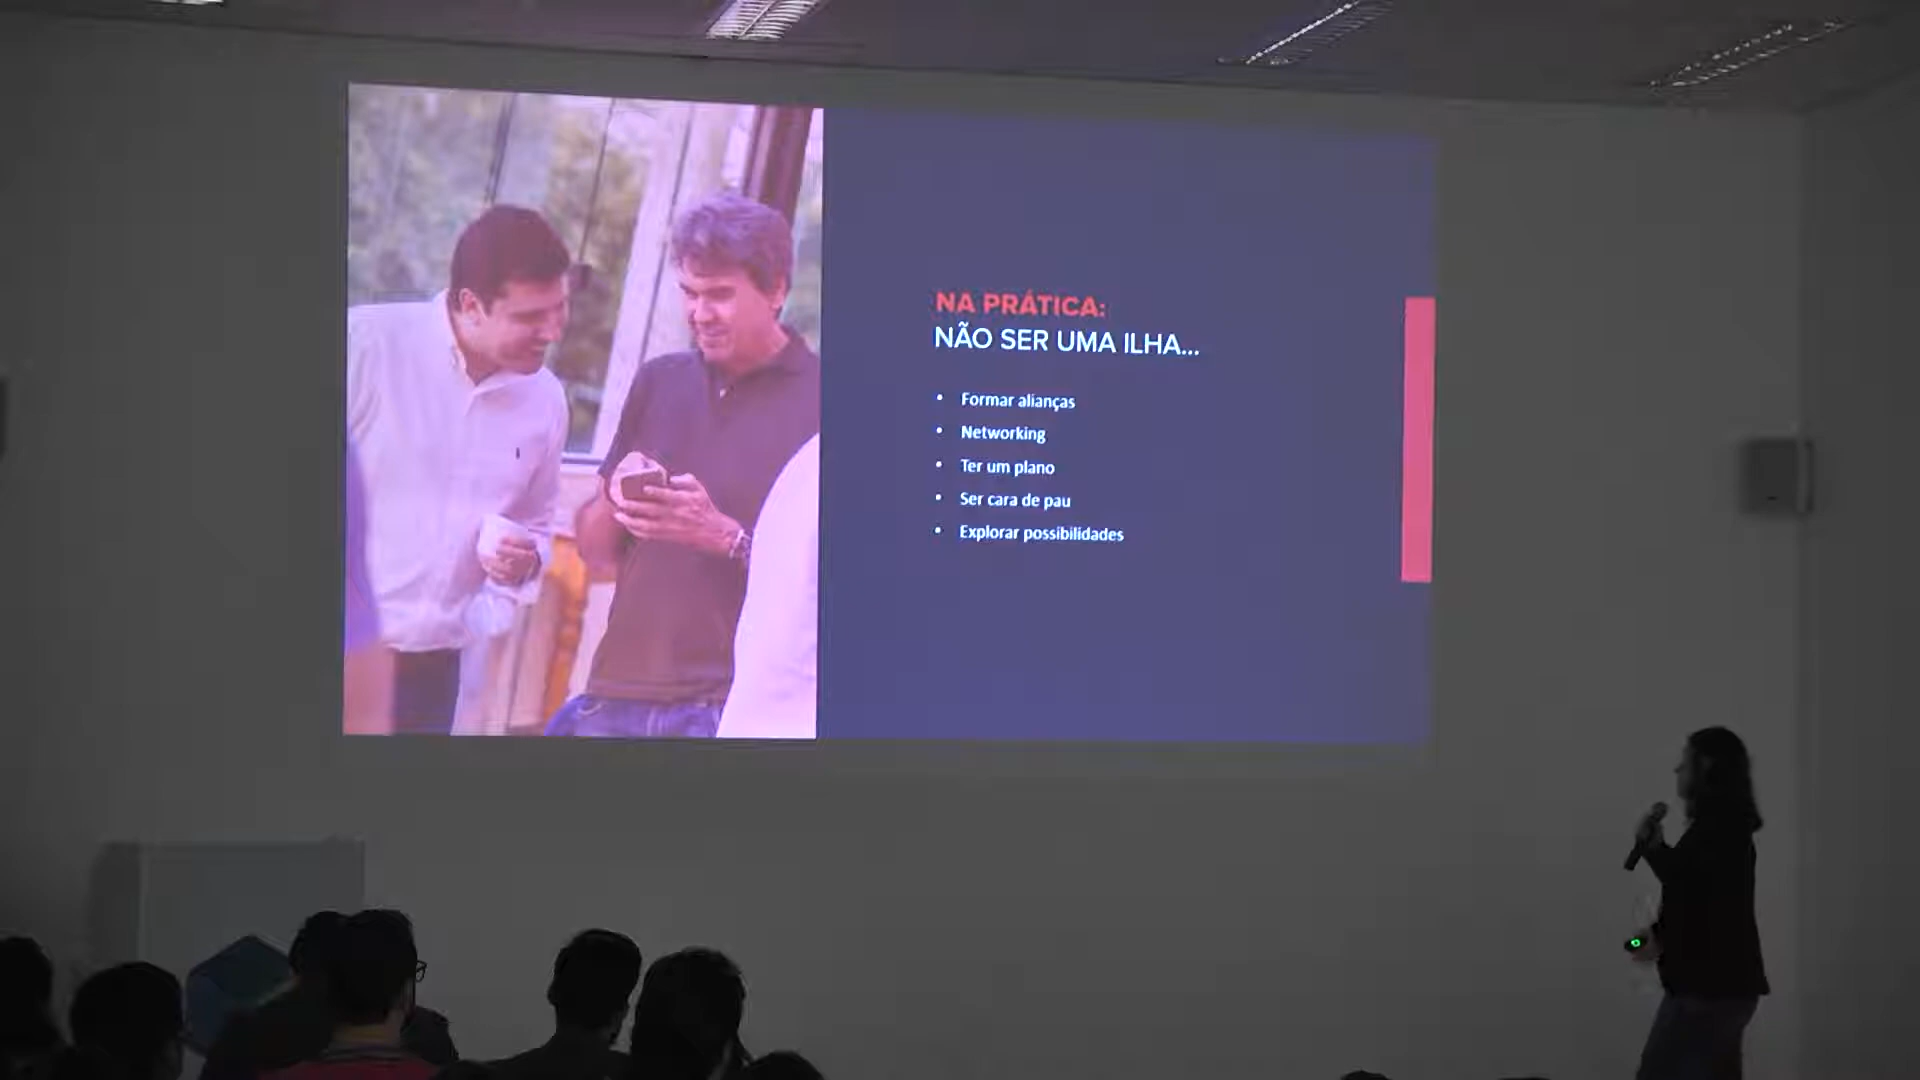 NA PRÁTICA:
NÃO SER UMA ILHA...
• Formar alianças
• Networking
• Ter um plano
• Ser cara de pau
• Explorar possibilidades